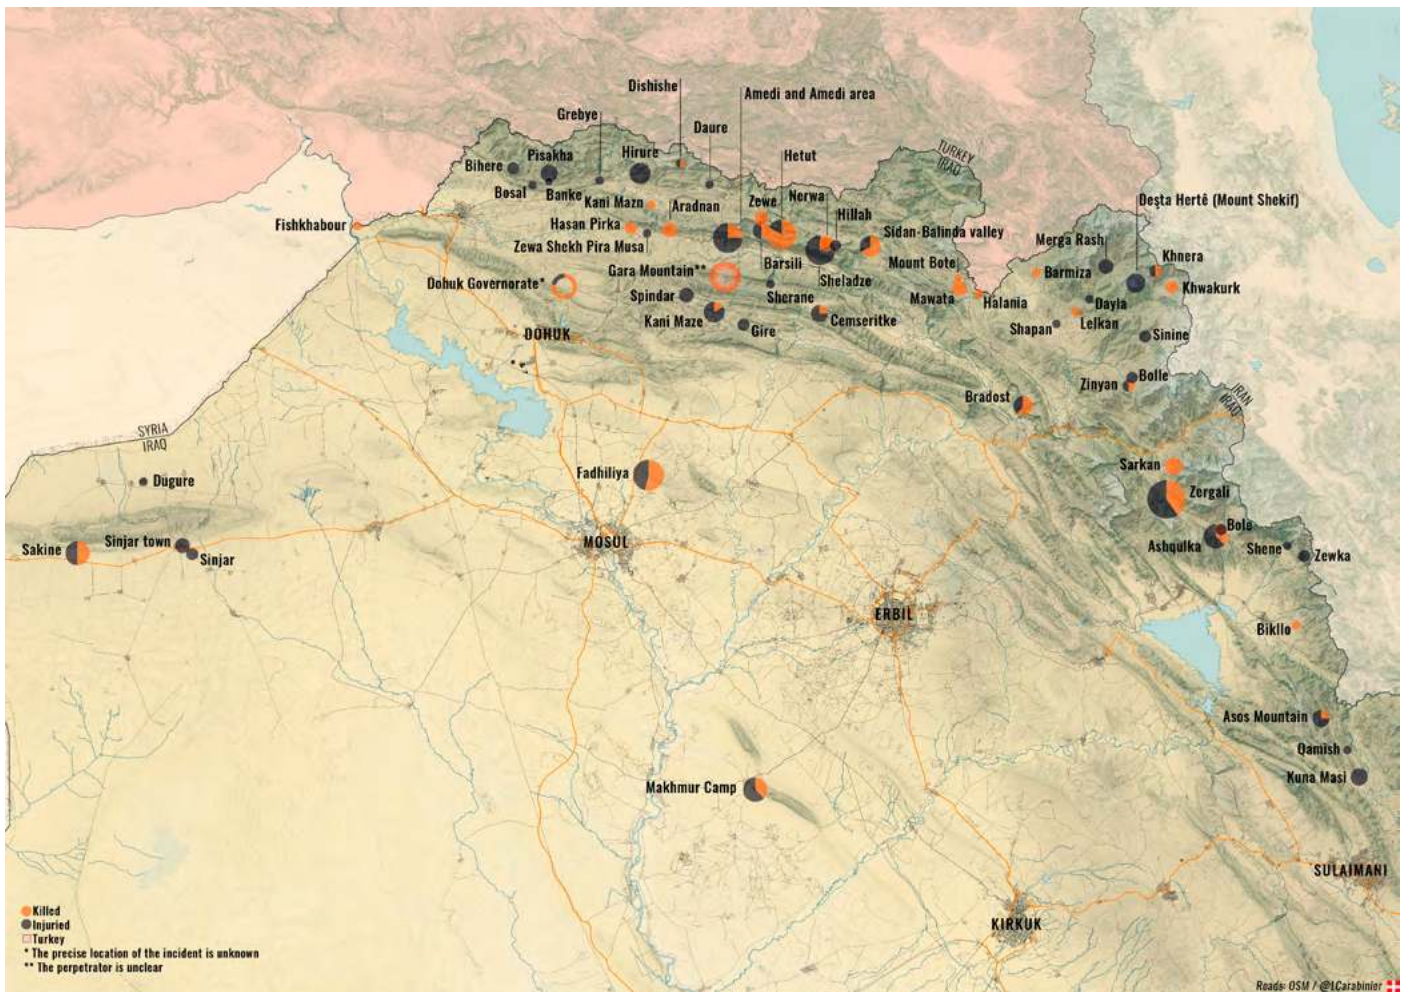 Dishishe
Amedi and Amedi area
Grebye
Daure
Hetut
Pisakha
Hirure
Bihere
TURKEY
IRAQ
Bosal
Banke
Kani Mazn
Aradnan
Zewe
Nerwa
Deşta Hertê (Mount Shekif)
Hillah
Fishkhabour
Hasan Pirka
Sidan-Balinda valley
Merga Rash
Zewa Shekh Pira Musa
Khnera
Barsili
Mount Bote
Gara Mountain**
Barmiza
Dohuk Governorate*
Sheladze
Khwakurk
Spindar
Sherane
Mawata
Halania
Dayla
Kani Maze
Cemseritke
Lelkan
Gire
Shapan
DOHUK
Sinine
Bolle
Zinyan
Bradost
IRAN
IRAQ
SYRIA
IRAQ
Sarkan
Fadhiliya
Dugure
Zergali
Bole
Sinjar town
MOSUL
Ashqulka
Shene
Sakine
Sinjar
Zewka
ERBIL
Bikllo
Asos Mountain
Qamish
Kuna Masi
Makhmur Camp
SULAIMANI
KIRKUK
Killed
Injuried
Turkey
* The precise location of the incident is unknown
** The perpetrator is unclear
Roads: OSM / @LCarabinier